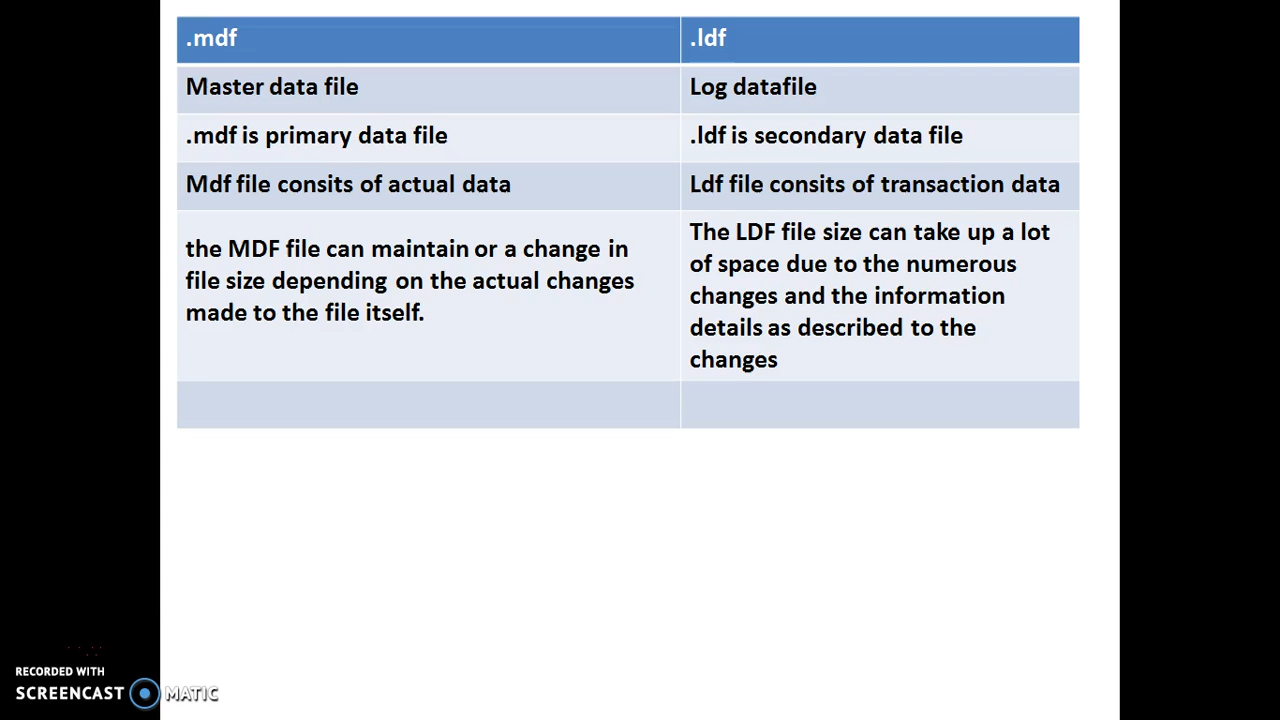 .mdf
.ldf
Master data file
Log datafile
.mdf is primary data file
.ldf is secondary data file
Mdf file consits of actual data
Ldf file consits of transaction data
the MDF file can maintain or a change in
file size depending on the actual changes
made to the file itself.
The LDF file size can take up a lot
of space due to the numerous
changes and the information
details as described to the
changes
RECORDED WITH
SCREENCAST MATIC